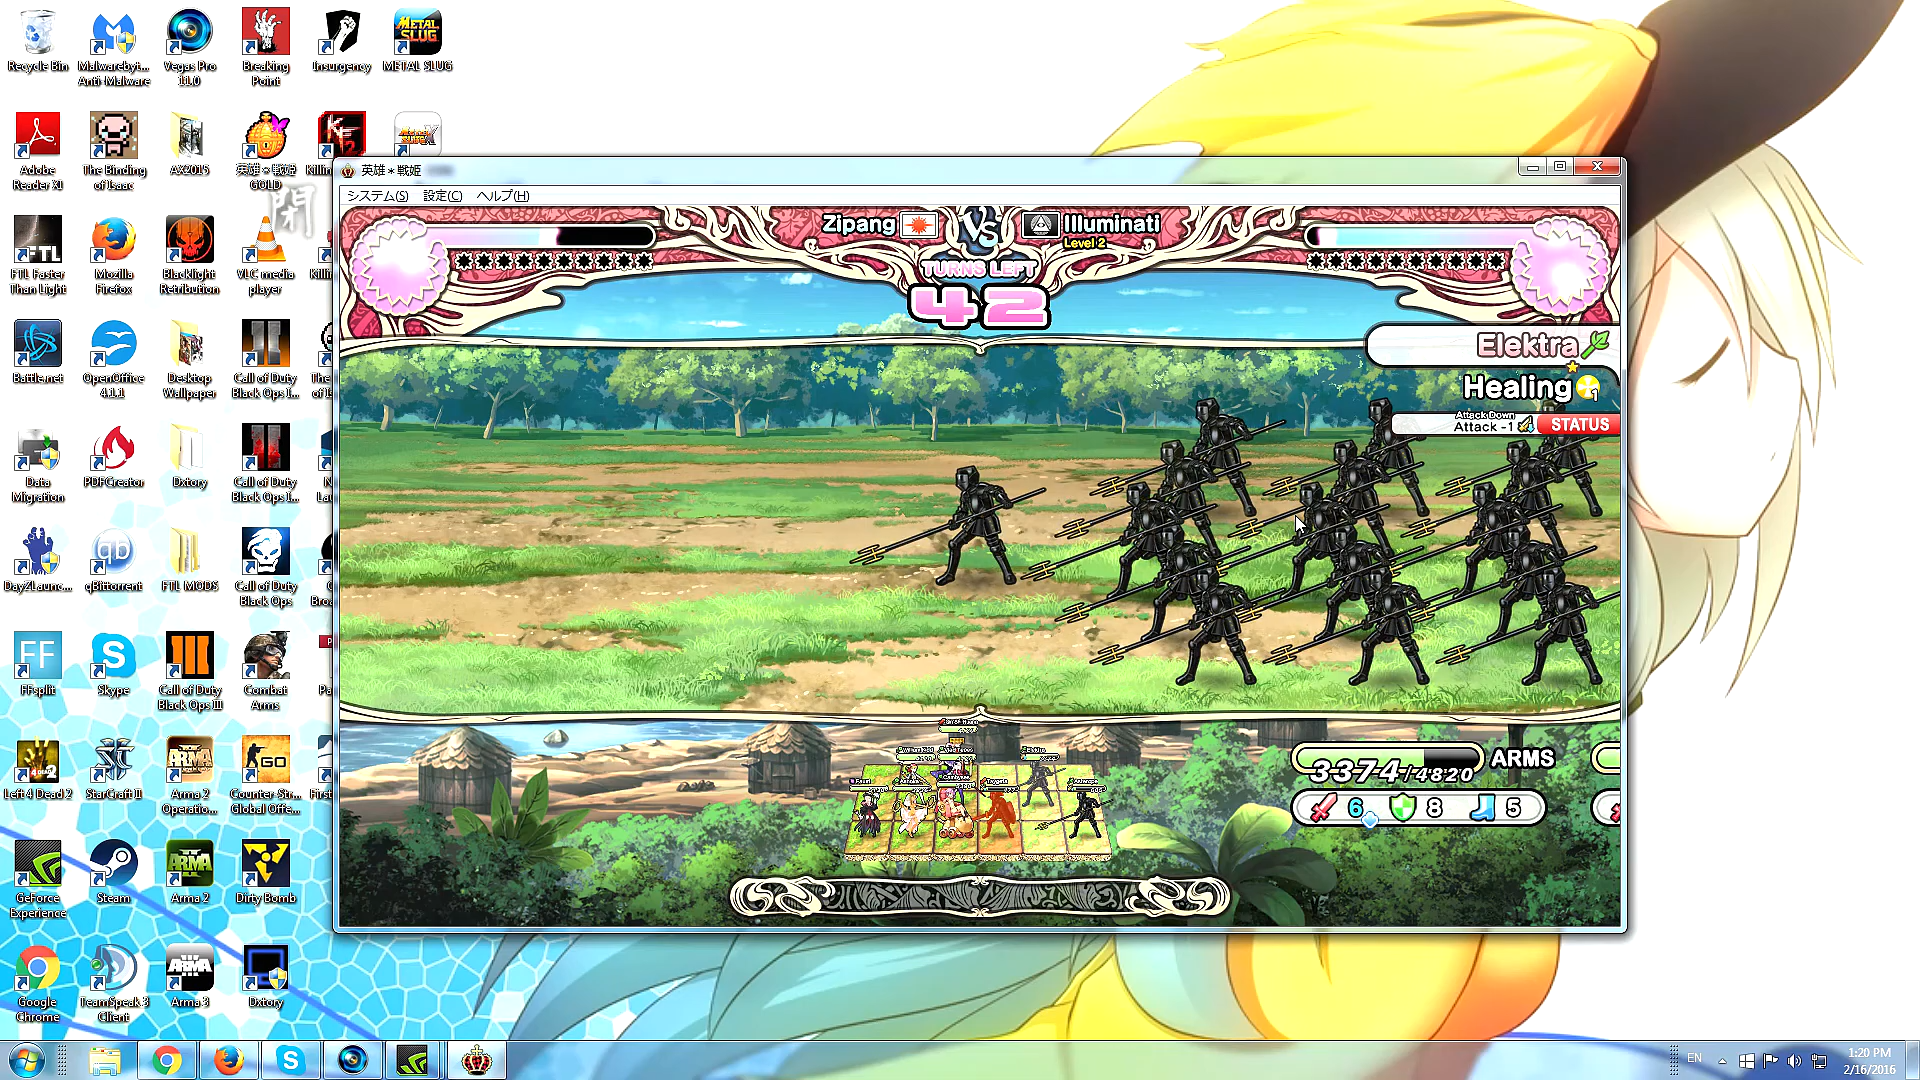 Recycle Bin
Malwarebyt...
Anti-Malware
Vegas Pro
11.0
Breaking
Point
Insurgency
METAL SLUG
Adobe
Reader XI
The Binding
of Isaac
AX2015
英雄*戦姫
GOLD
FTL Faster
Than Light
Mozilla
Firefox
Blacklight
Retribution
VLC media
player
Battle.net
OpenOffice
4.1.1
Desktop
Wallpaper
Call of Duty
Black Ops I...
Data
Migration
PDFCreator
Dxtory
Call of Duty
Black Ops I...
DayZLaunc...
qBittorrent
FTL MODS
Call of Duty
Black Ops
FFsplit
Skype
Call of Duty
Black Ops III
Combat
Arms
Left 4 Dead 2
StarCraft II
Arma 2
Operatio...
Counter-Str...
Global Offe...
GeForce
Experience
Steam
Arma 2
Dirty Bomb
Google
Chrome
TeamSpeak 3
Client
Arma 3
Dxtory
閉
英雄*戦姫
システム(S) 設定(C) ヘルプ(H)
Zipang VS Illuminati
Level 2
TURNS LEFT
42
Elektra
Healing 1
Attack Down
Attack -1 STATUS
3374/4820 ARMS
6 8 5
EN
1:20 PM
2/16/2016